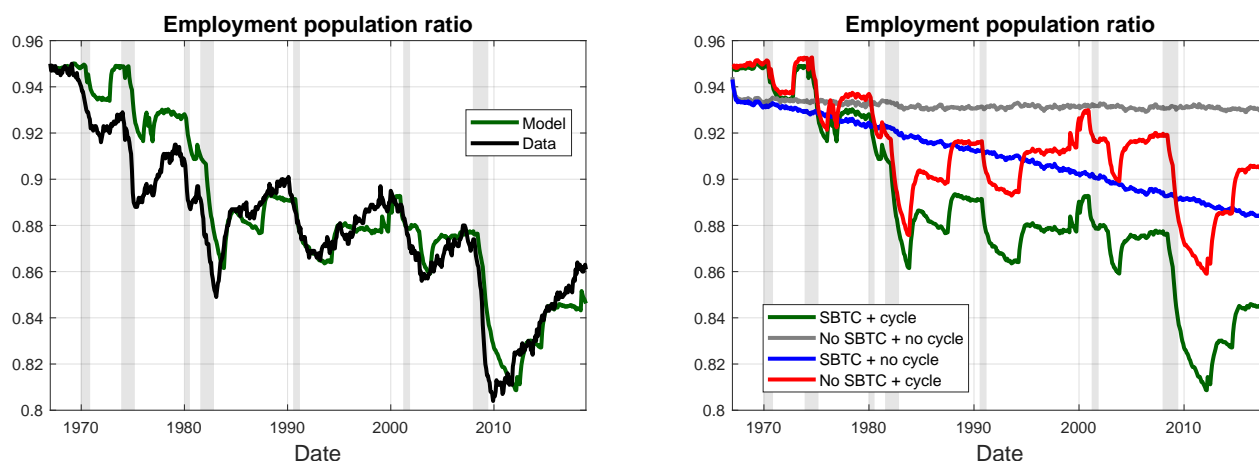 Employment population ratio
0.96
0.94
0.92
0.9
0.88
0.86
0.84
0.82
0.8
Model
Data
1970
1980
1990
2000
2010
Date
Employment population ratio
0.96
0.94
0.92
0.9
0.88
0.86
0.84
0.82
0.8
SBTC + cycle
No SBTC + no cycle
SBTC + no cycle
No SBTC + cycle
1970
1980
1990
2000
2010
Date